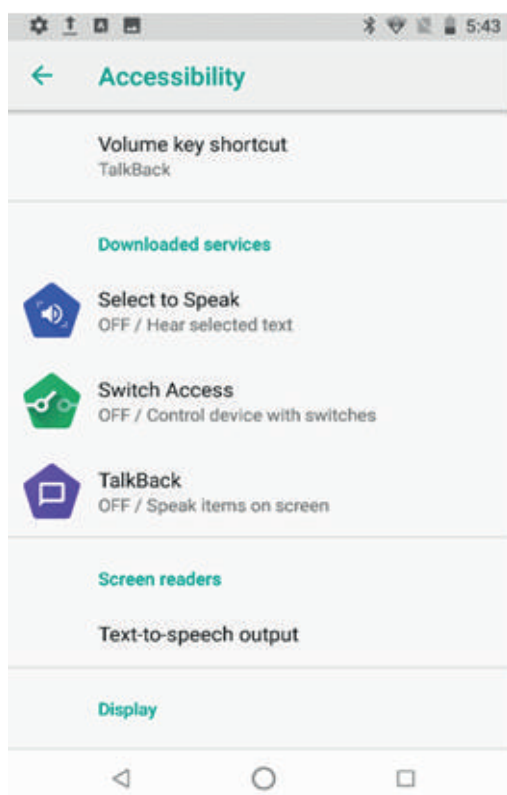 5:43
Accessibility
Volume key shortcut
TalkBack
Downloaded services
Select to Speak
OFF / Hear selected text
Switch Access
OFF / Control device with switches
TalkBack
OFF / Speak items on screen
Screen readers
Text-to-speech output
Display